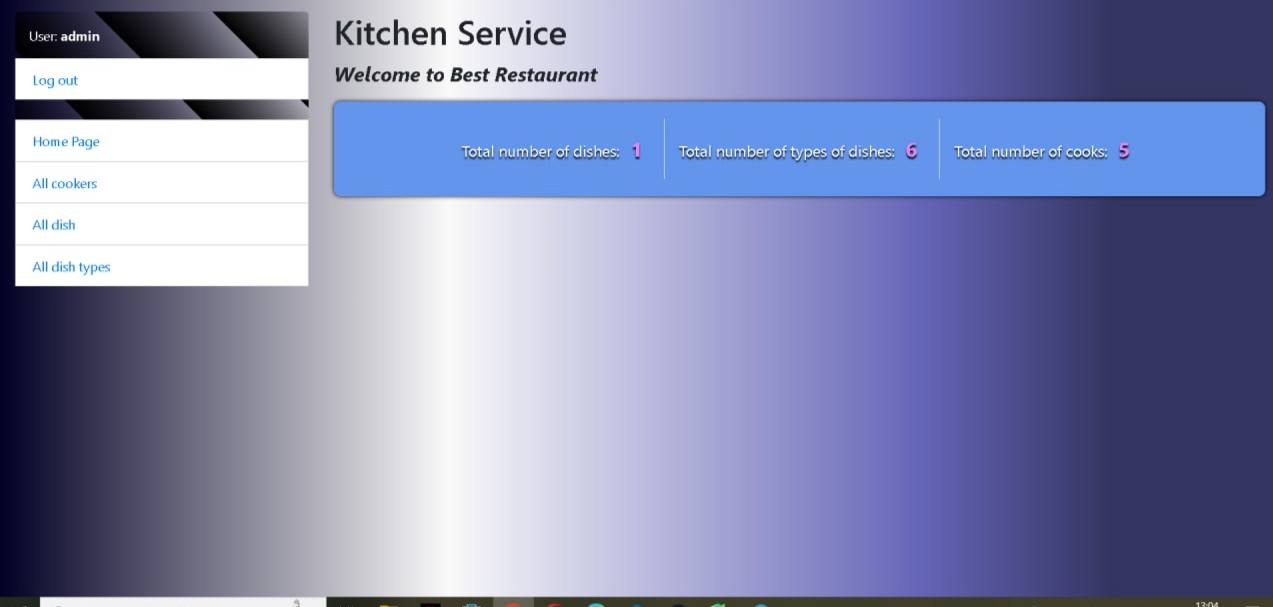 User: admin
Log out
Home Page
All cookers
All dish
All dish types
Kitchen Service
Welcome to Best Restaurant
Total number of dishes: 1
Total number of types of dishes: 6
Total number of cooks: 5
13:04